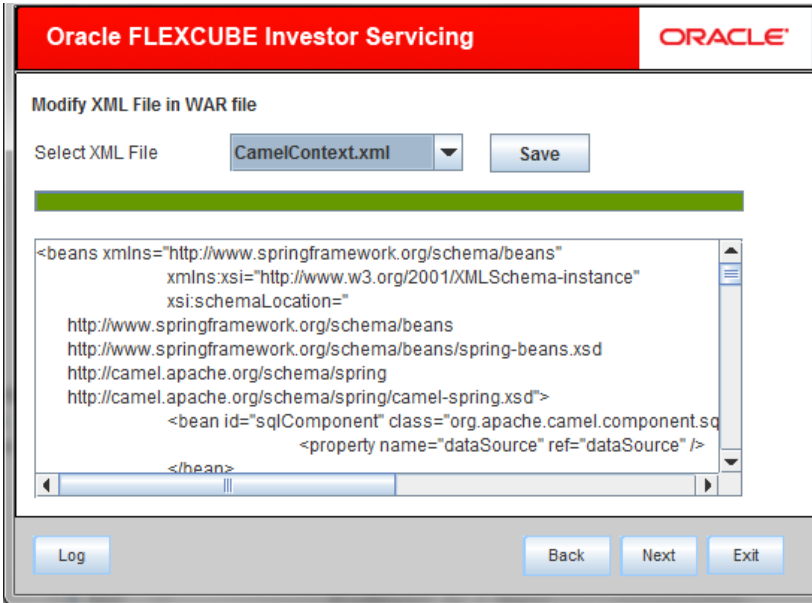 Oracle FLEXCUBE Investor Servicing
ORACLE
Modify XML File in WAR file
Select XML File CamelContext.xml Save
<beans xmlns="http://www.springframework.org/schema/beans"
xmlns:xsi="http://www.w3.org/2001/XMLSchema-instance"
xsi:schemaLocation="
http://www.springframework.org/schema/beans
http://www.springframework.org/schema/beans/spring-beans.xsd
http://camel.apache.org/schema/spring
http://camel.apache.org/schema/spring/camel-spring.xsd">
<bean id="sqlComponent" class="org.apache.camel.component.sq
<property name="dataSource" ref="dataSource" />
</bean>
Log Back Next Exit